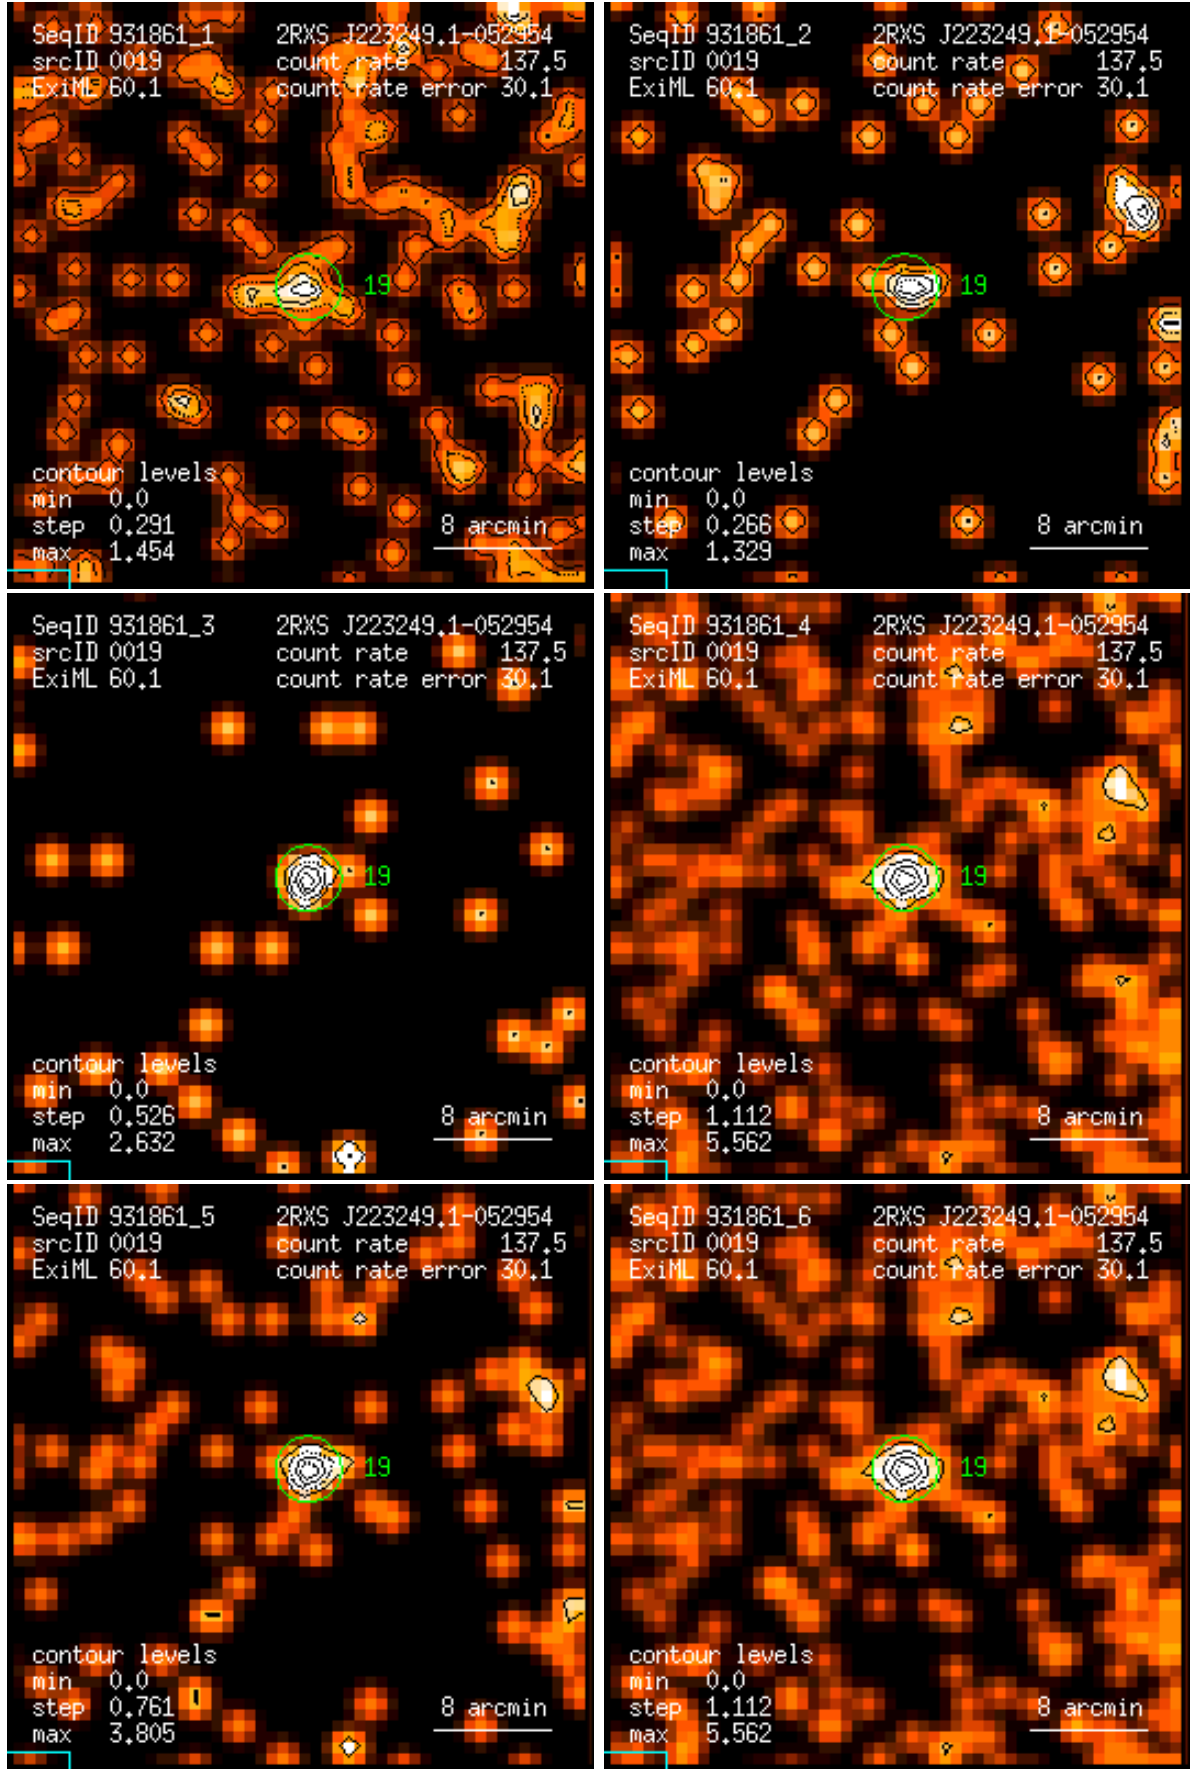 SeqID 931861_1 2RXS J223249.1-052954
srcID 0019 count rate 137.5
ExiML 60.1 count rate error 30.1
19
contour levels
min 0.0
step 0.291 8 arcmin
max 1.454
SeqID 931861_2 2RXS J223249.1-052954
srcID 0019 count rate 137.5
ExiML 60.1 count rate error 30.1
19
contour levels
min 0.0
step 0.266 8 arcmin
max 1.329
SeqID 931861_3 2RXS J223249.1-052954
srcID 0019 count rate 137.5
ExiML 60.1 count rate error 30.1
19
contour levels
min 0.0
step 0.526 8 arcmin
max 2.632
SeqID 931861_4 2RXS J223249.1-052954
srcID 0019 count rate 137.5
ExiML 60.1 count rate error 30.1
19
contour levels
min 0.0
step 1.112 8 arcmin
max 5.562
SeqID 931861_5 2RXS J223249.1-052954
srcID 0019 count rate 137.5
ExiML 60.1 count rate error 30.1
19
contour levels
min 0.0
step 0.761 8 arcmin
max 3.805
SeqID 931861_6 2RXS J223249.1-052954
srcID 0019 count rate 137.5
ExiML 60.1 count rate error 30.1
19
contour levels
min 0.0
step 1.112 8 arcmin
max 5.562